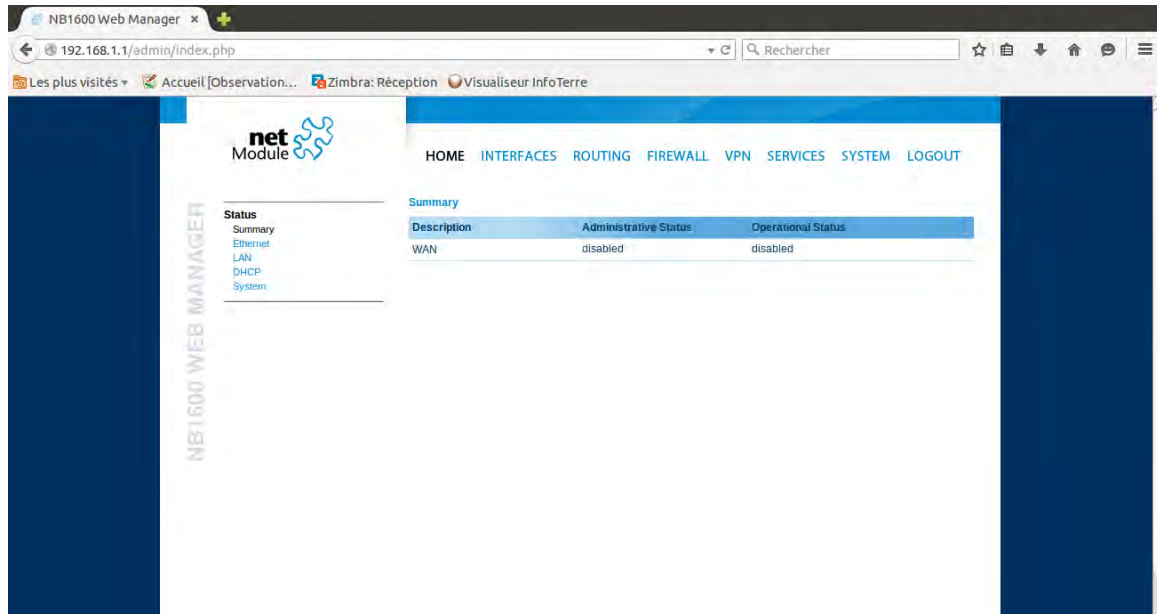 NB1600 Web Manager
192.168.1.1/admin/index.php
Rechercher
Les plus visités
Accueil [Observation...
Zimbra: Réception
Visualiseur InfoTerre
net
Module
HOME INTERFACES ROUTING FIREWALL VPN SERVICES SYSTEM LOGOUT
NB1600 WEB MANAGER
Status
Summary
Ethernet
LAN
DHCP
System
Summary
Description Administrative Status Operational Status
WAN disabled disabled